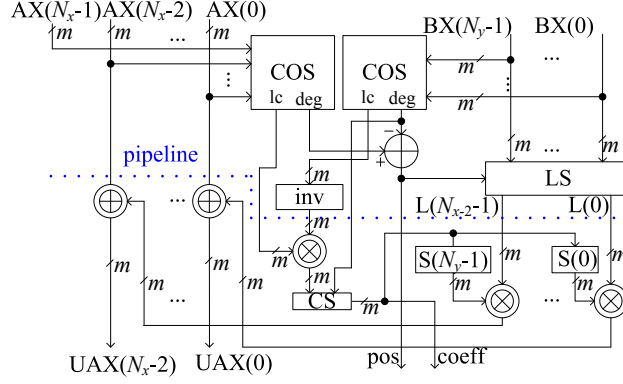 AX(Nx-1) AX(Nx-2) AX(0) BX(Ny-1) BX(0)
m m ... m m ... m
COS COS
lc deg lc deg
m m
- +
pipeline
m
m ... m
LS
inv
L(Nx-2-1) L(0)
m
m
S(Ny-1) S(0)
m m
m m m m
CS
m
m m
... ... ...
m m
UAX(Nx-2) UAX(0) pos coeff